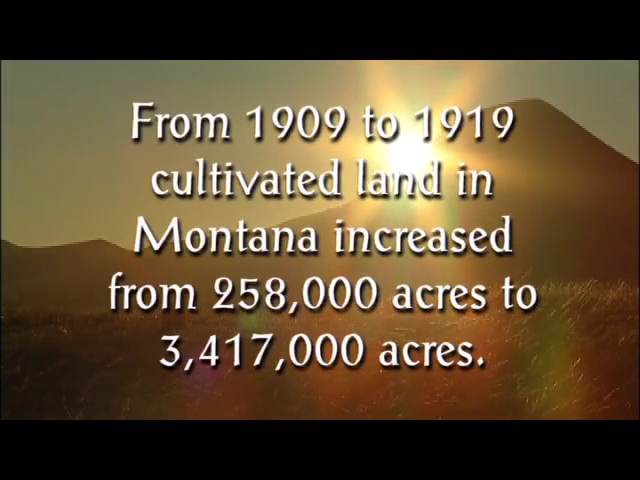 From 1909 to 1919
cultivated land in
Montana increased
from 258,000 acres to
3,417,000 acres.